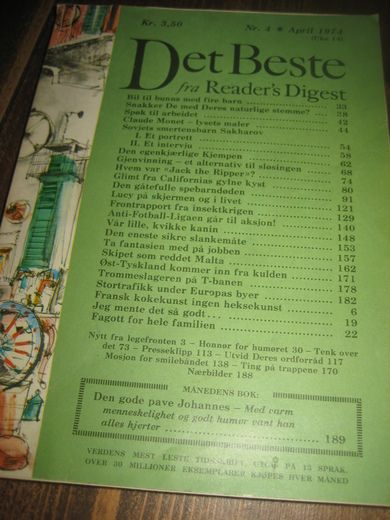 Kr. 3,50 Nr. 4 * April 1974
(Uke 14)
Det Beste
fra Reader's Digest
Bil til bunns med fire barn 33
Snakker De med Deres naturlige stemme? 38
Spøk til arbeidet 42
Claude Monet – lysets maler 44
Sovjets smertensbarn Sakharov
I. Et portrett
II. Et intervju 54
Den egenkjærlige Kjempen 58
Gjenvinning – et alternativ til sløsingen 62
Hvem var «Jack the Ripper»? 68
Glimt fra Californias gylne kyst 74
Den gåtefulle spebarndøden 80
Lucy på skjermen og i livet 91
Frontrapport fra insektkrigen 121
Anti-Fotball-Ligaen går til aksjon! 129
Vår lille, kvikke kanin 140
Den eneste sikre slankemåte 148
Ta fantasien med på jobben 153
Skipet som reddet Malta 157
Øst-Tyskland kommer inn fra kulden 162
Trommeslageren på T-banen 171
Stortrafikk under Europas byer 178
Fransk kokekunst ingen heksekunst 182
Jeg mente det så godt . . . 6
Fagott for hele familien 19
22
Nytt fra legefronten 3 – Honnør for humøret 30 – Tenk over
det 73 – Presseklipp 113 – Utvid Deres ordforråd 117
Mosjon for smilebåndet 138 – Ting på trappene 170
Nærbilder 188
MÅNEDENS BOK:
Den gode pave Johannes – Med varm
menneskelighet og godt humør vant han
alles hjerter 189
VERDENS MEST LESTE TIDSSKRIFT, UTGIS PÅ 13 SPRÅK.
OVER 30 MILLIONER EKSEMPLARER KJØPES HVER MÅNED